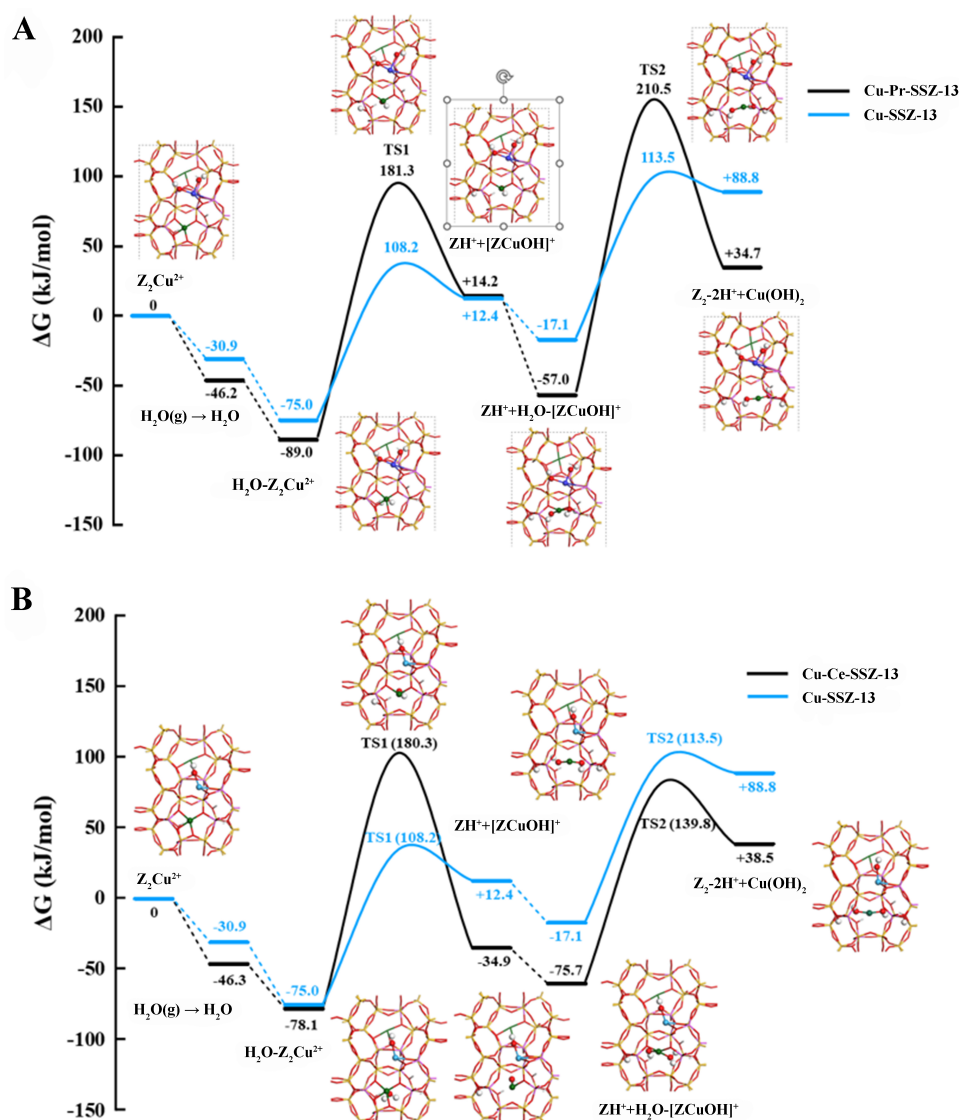 A
200
150
100
50
0
-50
-100
-150
ΔG (kJ/mol)
Cu-Pr-SSZ-13
Cu-SSZ-13
TS1
181.3
108.2
TS2
210.5
113.5
+88.8
+34.7
Z₂-2H⁺+Cu(OH)₂
ZH⁺+[ZCuOH]⁺
+14.2
+12.4
Z₂Cu²⁺
0
-30.9
-46.2
H₂O(g) → H₂O
-75.0
-89.0
H₂O-Z₂Cu²⁺
-17.1
-57.0
ZH⁺+H₂O-[ZCuOH]⁺
B
200
150
100
50
0
-50
-100
-150
ΔG (kJ/mol)
Cu-Ce-SSZ-13
Cu-SSZ-13
TS1 (180.3)
TS1 (108.2)
TS2 (113.5)
TS2 (139.8)
+88.8
+38.5
Z₂-2H⁺+Cu(OH)₂
ZH⁺+[ZCuOH]⁺
+12.4
-34.9
Z₂Cu²⁺
0
-30.9
-46.3
H₂O(g) → H₂O
-75.0
-78.1
H₂O-Z₂Cu²⁺
-17.1
-75.7
ZH⁺+H₂O-[ZCuOH]⁺